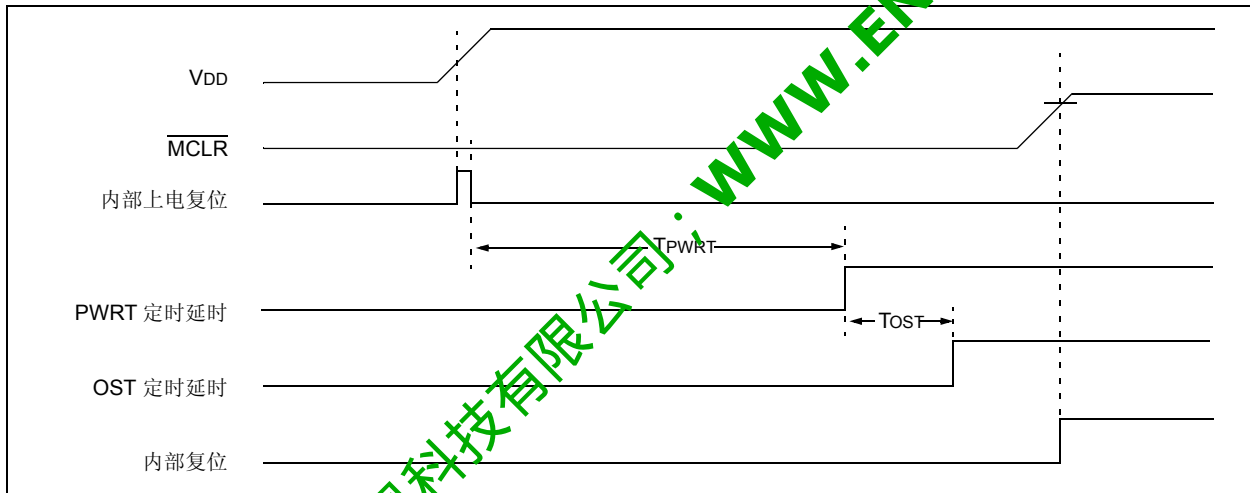 VDD
MCLR
内部上电复位
TPWRT
PWRT 定时延时
TOST
OST 定时延时
内部复位
科技有限公司；WWW.EN